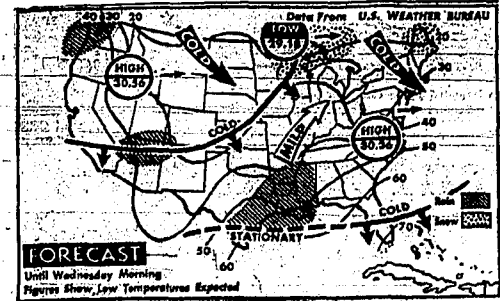 Data From U.S. WEATHER BUREAU
40 30 20
LOW
29.18
COLD
COLD
20
30
HIGH
30.36
COLD
MILD
HIGH
30.36
40
50
60
COLD
Rain
Snow
70
STATIONARY
50
60
FORECAST
Until Wednesday Morning
Figures Show Low Temperatures Expected